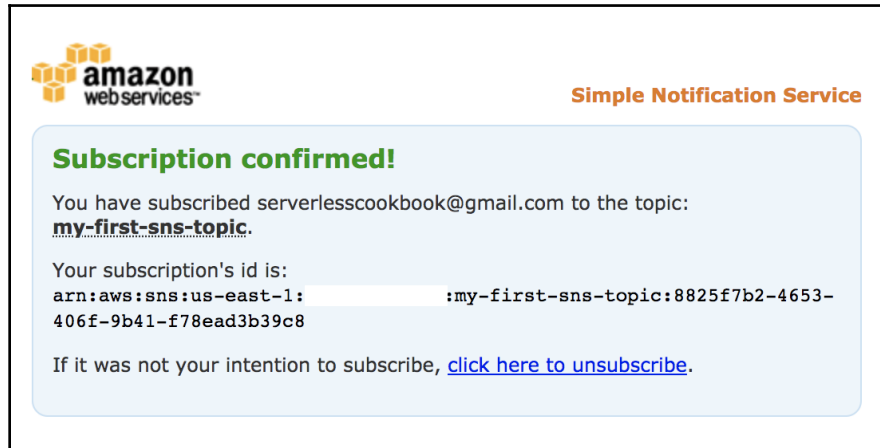 amazon
webservices™
Simple Notification Service
Subscription confirmed!
You have subscribed serverlesscookbook@gmail.com to the topic:
my-first-sns-topic.
Your subscription's id is:
arn:aws:sns:us-east-1: :my-first-sns-topic:8825f7b2-4653-
406f-9b41-f78ead3b39c8
If it was not your intention to subscribe, click here to unsubscribe.